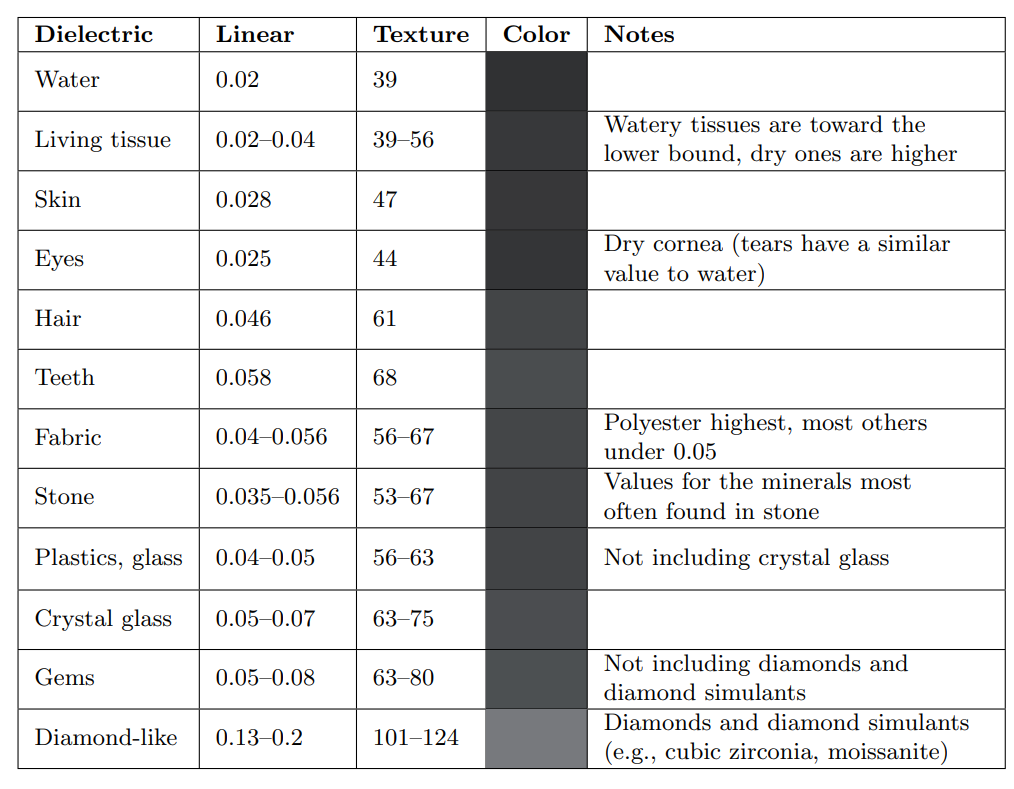 Dielectric Linear Texture Color Notes
Water 0.02 39
Living tissue 0.02–0.04 39–56 Watery tissues are toward the
lower bound, dry ones are higher
Skin 0.028 47
Eyes 0.025 44 Dry cornea (tears have a similar
value to water)
Hair 0.046 61
Teeth 0.058 68
Fabric 0.04–0.056 56–67 Polyester highest, most others
under 0.05
Stone 0.035–0.056 53–67 Values for the minerals most
often found in stone
Plastics, glass 0.04–0.05 56–63 Not including crystal glass
Crystal glass 0.05–0.07 63–75
Gems 0.05–0.08 63–80 Not including diamonds and
diamond simulants
Diamond-like 0.13–0.2 101–124 Diamonds and diamond simulants
(e.g., cubic zirconia, moissanite)